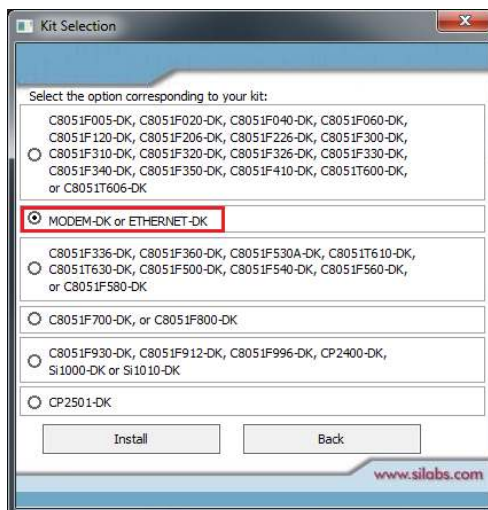 Kit Selection
Select the option corresponding to your kit:
C8051F005-DK, C8051F020-DK, C8051F040-DK, C8051F060-DK,
C8051F120-DK, C8051F206-DK, C8051F226-DK, C8051F300-DK,
C8051F310-DK, C8051F320-DK, C8051F326-DK, C8051F330-DK,
C8051F340-DK, C8051F350-DK, C8051F410-DK, C8051T600-DK,
or C8051T606-DK
MODEM-DK or ETHERNET-DK
C8051F336-DK, C8051F360-DK, C8051F530A-DK, C8051T610-DK,
C8051T630-DK, C8051F500-DK, C8051F540-DK, C8051F560-DK,
or C8051F580-DK
C8051F700-DK, or C8051F800-DK
C8051F930-DK, C8051F912-DK, C8051F996-DK, CP2400-DK,
Si1000-DK or Si1010-DK
CP2501-DK
Install Back
www.silabs.com